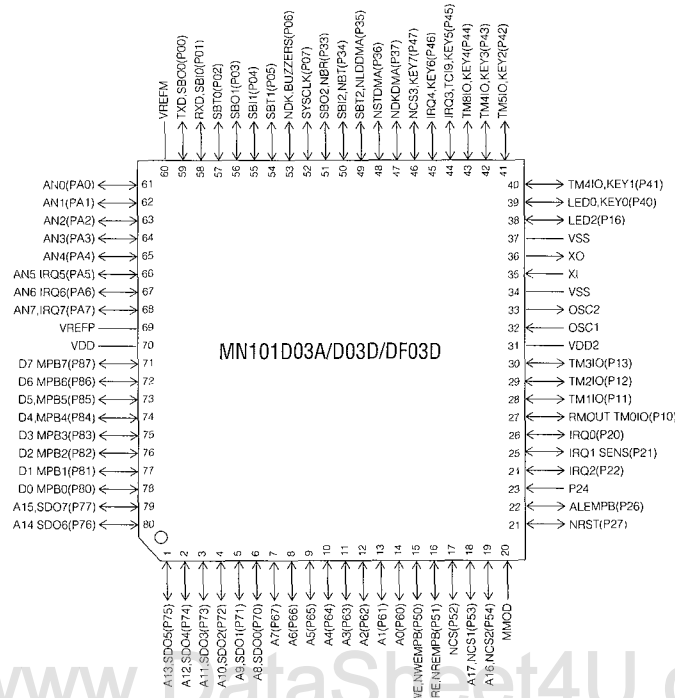 VREFM
TXD,SBO0(P00)
RXD,SBI0(P01)
SBT0(P02)
SBO1(P03)
SBI1(P04)
SBT1(P05)
NDK,BUZZERS(P06)
SYSCLK(P07)
SBO2,NBR(P33)
SBI2,NBT(P34)
SBT2,NLDDMA(P35)
NSTDMA(P36)
NDKDMA(P37)
NCS3,KEY7(P47)
IRQ4,KEY6(P46)
IRQ3,TCI9,KEY5(P45)
TM8IO,KEY4(P44)
TM4IO,KEY3(P43)
TM5IO,KEY2(P42)
60 59 58 57 56 55 54 53 52 51 50 49 48 47 46 45 44 43 42 41
AN0(PA0) 61
AN1(PA1) 62
AN2(PA2) 63
AN3(PA3) 64
AN4(PA4) 65
AN5 IRQ5(PA5) 66
AN6 IRQ6(PA6) 67
AN7,IRQ7(PA7) 68
VREFP 69
VDD 70
D7 MPB7(P87) 71
D6 MPB6(P86) 72
D5,MPB5(P85) 73
D4,MPB4(P84) 74
D3 MPB3(P83) 75
D2 MPB2(P82) 76
D1 MPB1(P81) 77
D0 MPB0(P80) 78
A15,SDO7(P77) 79
A14 SDO6(P76) 80
MN101D03A/D03D/DF03D
40 TM4IO,KEY1(P41)
39 LED0,KEY0(P40)
38 LED2(P16)
37 VSS
36 XO
35 XI
34 VSS
33 OSC2
32 OSC1
31 VDD2
30 TM3IO(P13)
29 TM2IO(P12)
28 TM1IO(P11)
27 RMOUT TM0IO(P10)
26 IRQ0(P20)
25 IRQ1 SENS(P21)
21 IRQ2(P22)
23 P24
22 ALEMPB(P26)
21 NRST(P27)
1 2 3 4 5 6 7 8 9 10 11 12 13 14 15 16 17 18 19 20
A13,SDO5(P75)
A12,SDO4(P74)
A11,SDO3(P73)
A10,SDO2(P72)
A9,SDO1(P71)
A8,SDO0(P70)
A7(P67)
A6(P66)
A5(P65)
A4(P64)
A3(P63)
A2(P62)
A1(P61)
A0(P60)
VE,NWEMPB(P50)
RE,NREMPB(P51)
NCS(P52)
A17,NCS1(P53)
A16,NCS2(P54)
MMOD
www.DataSheet4U.c